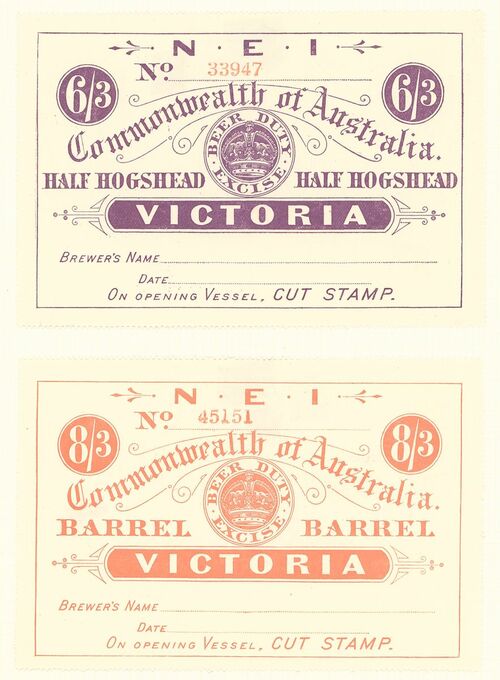 N · E · I
No. 33947
6/3 6/3
Commonwealth of Australia.
BEER DUTY
EXCISE
HALF HOGSHEAD HALF HOGSHEAD
VICTORIA
BREWER'S NAME
DATE
ON OPENING VESSEL, CUT STAMP.
N · E · I
No. 45151
8/3 8/3
Commonwealth of Australia.
BEER DUTY
EXCISE
BARREL BARREL
VICTORIA
BREWER'S NAME
DATE
ON OPENING VESSEL, CUT STAMP.